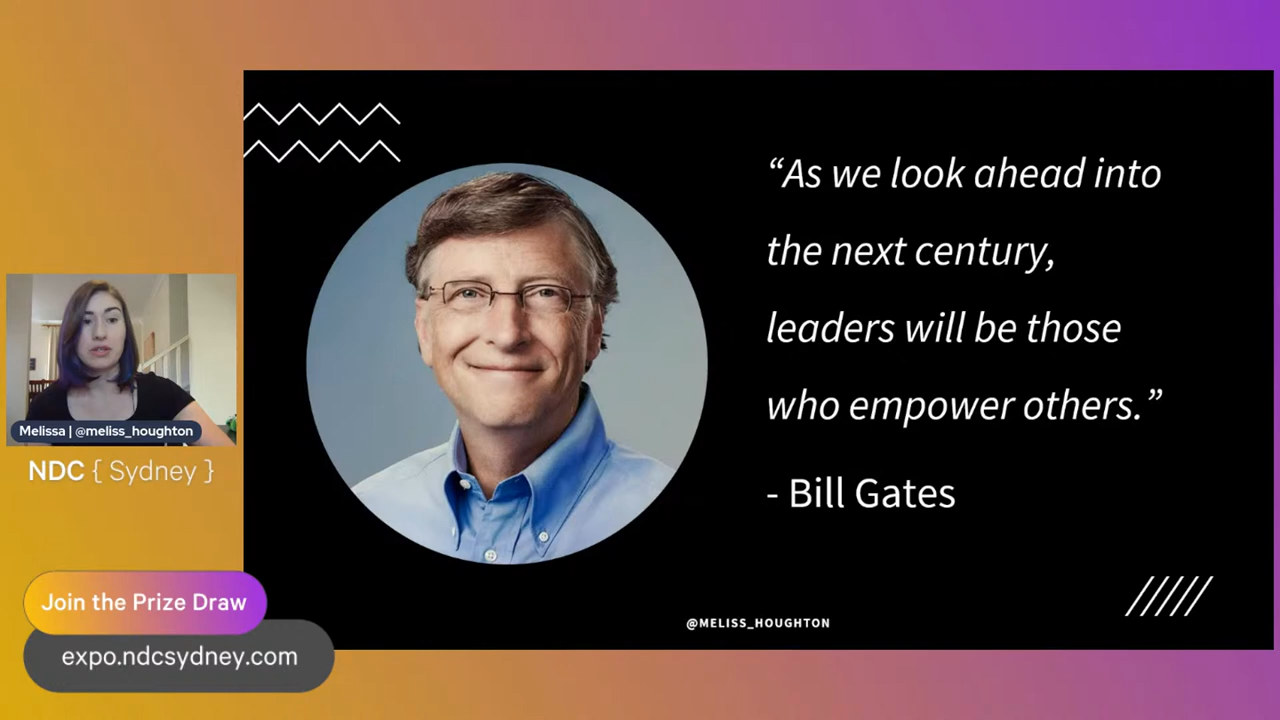 “As we look ahead into
the next century,
leaders will be those
who empower others.”
- Bill Gates
@MELISS_HOUGHTON
Melissa | @meliss_houghton
NDC { Sydney }
Join the Prize Draw
expo.ndcsydney.com